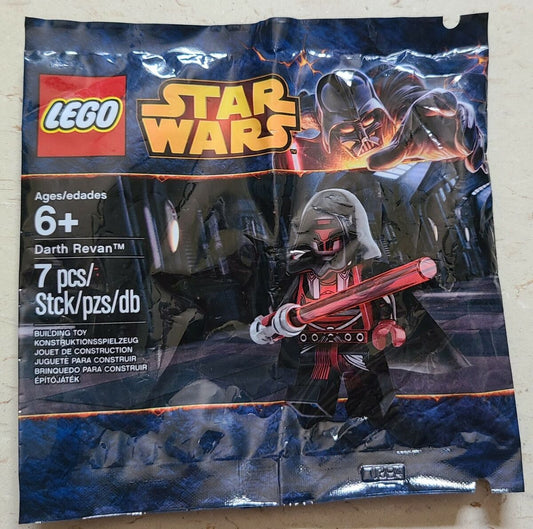 LEGO
STAR
WARS
Ages/edades
6+
Darth Revan™
7 pcs/
Stck/pzs/db
BUILDING TOY
KONSTRUKTIONSSPIELZEUG
JOUET DE CONSTRUCTION
JUGUETE PARA CONSTRUIR
BRINQUEDO PARA CONSTRUIR
ÉPÍTŐJÁTÉK